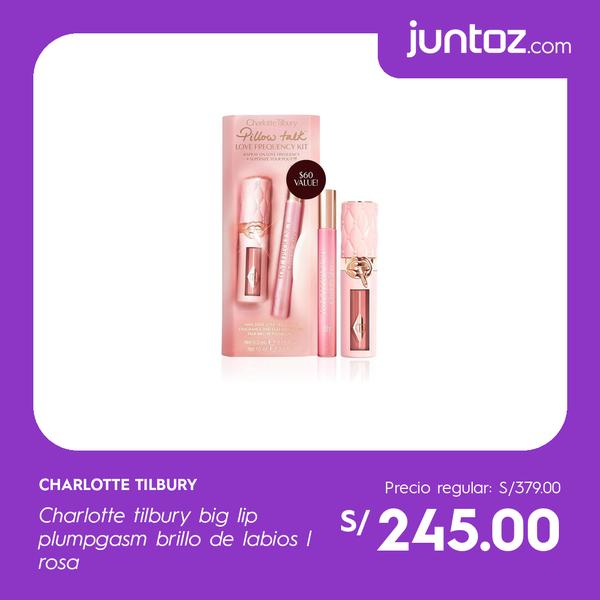 juntoz.com
Charlotte Tilbury
Pillow talk
LOVE FREQUENCY KIT
$60
VALUE!
CHARLOTTE TILBURY
Charlotte tilbury big lip
plumpgasm brillo de labios |
rosa
Precio regular: S/379.00
S/ 245.00